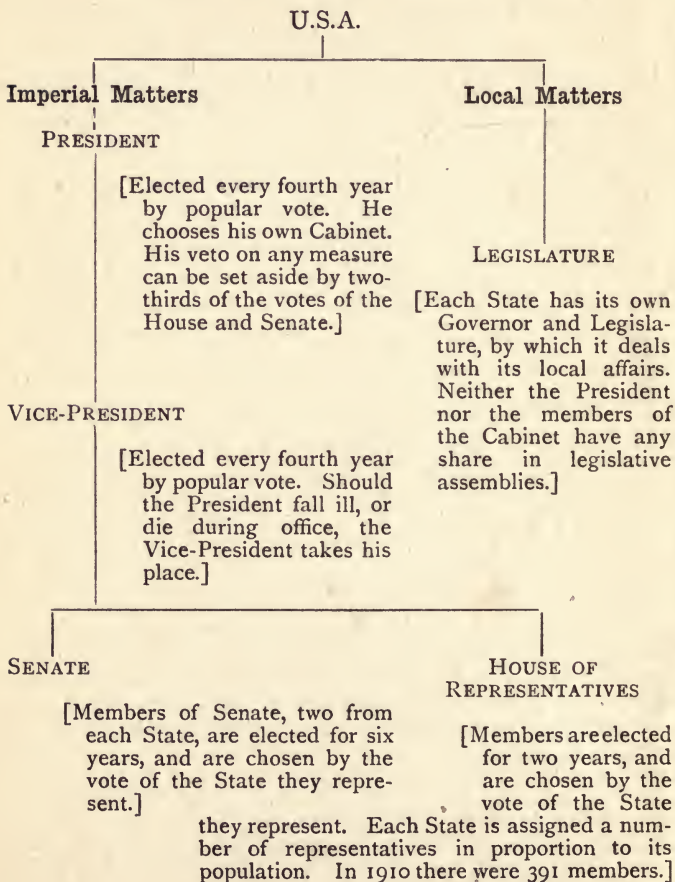 U.S.A.
Imperial Matters
PRESIDENT
[Elected every fourth year
by popular vote. He
chooses his own Cabinet.
His veto on any measure
can be set aside by two-
thirds of the votes of the
House and Senate.]
VICE-PRESIDENT
[Elected every fourth year
by popular vote. Should
the President fall ill, or
die during office, the
Vice-President takes his
place.]
Local Matters
LEGISLATURE
[Each State has its own
Governor and Legisla-
ture, by which it deals
with its local affairs.
Neither the President
nor the members of
the Cabinet have any
share in legislative
assemblies.]
SENATE
[Members of Senate, two from
each State, are elected for six
years, and are chosen by the
vote of the State they repre-
sent.]
HOUSE OF
REPRESENTATIVES
[Members are elected
for two years, and
are chosen by the
vote of the State
they represent. Each State is assigned a num-
ber of representatives in proportion to its
population. In 1910 there were 391 members.]